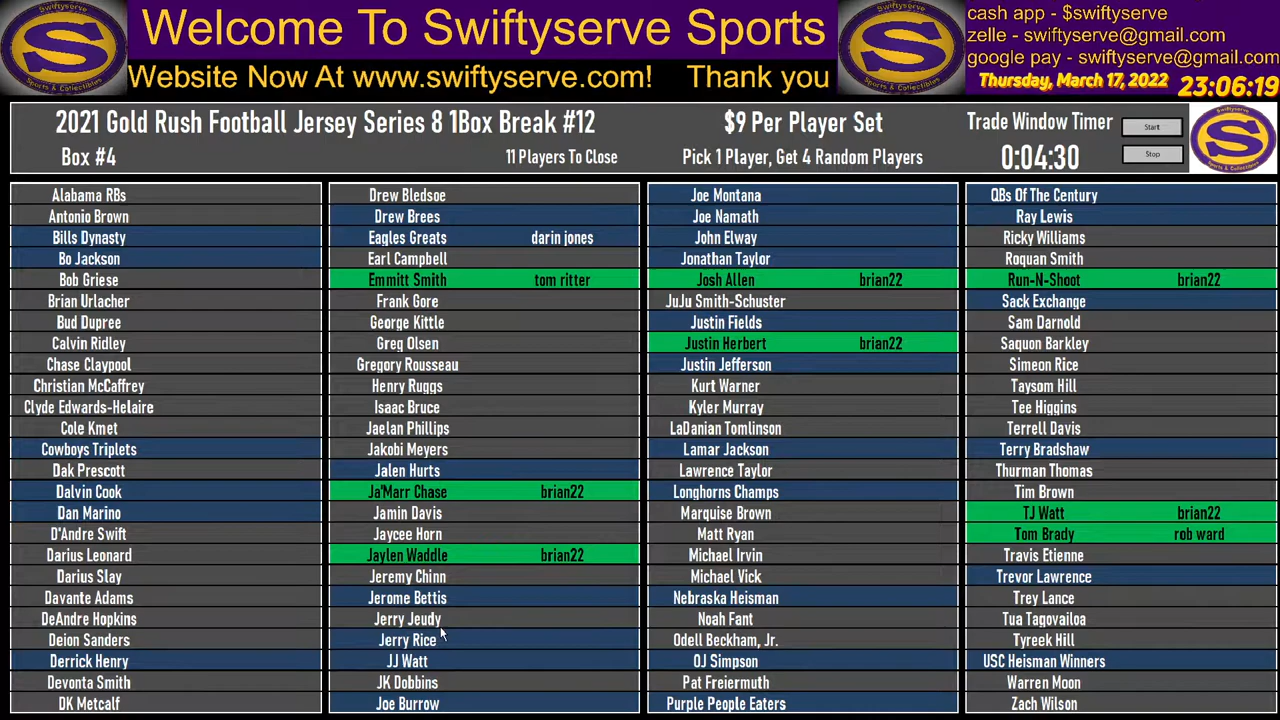 Welcome To Swiftyserve Sports
Website Now At www.swiftyserve.com! Thank you
cash app - $swiftyserve
zelle - swiftyserve@gmail.com
google pay - swiftyserve@gmail.com
Thursday, March 17, 2022 23:06:19
2021 Gold Rush Football Jersey Series 8 1Box Break #12
Box #4
11 Players To Close
$9 Per Player Set
Pick 1 Player, Get 4 Random Players
Trade Window Timer
0:04:30
Start
Stop
S
Sports & Collectibles
Alabama RBs
Antonio Brown
Bills Dynasty
Bo Jackson
Bob Griese
Brian Urlacher
Bud Dupree
Calvin Ridley
Chase Claypool
Christian McCaffrey
Clyde Edwards-Helaire
Cole Kmet
Cowboys Triplets
Dak Prescott
Dalvin Cook
Dan Marino
D'Andre Swift
Darius Leonard
Darius Slay
Davante Adams
DeAndre Hopkins
Deion Sanders
Derrick Henry
Devonta Smith
DK Metcalf
Drew Bledsoe
Drew Brees
Eagles Greats darin jones
Earl Campbell
Emmitt Smith tom ritter
Frank Gore
George Kittle
Greg Olsen
Gregory Rousseau
Henry Ruggs
Isaac Bruce
Jaelan Phillips
Jakobi Meyers
Jalen Hurts
Ja'Marr Chase brian22
Jamin Davis
Jaycee Horn
Jaylen Waddle brian22
Jeremy Chinn
Jerome Bettis
Jerry Jeudy
Jerry Rice
JJ Watt
JK Dobbins
Joe Burrow
Joe Montana
Joe Namath
John Elway
Jonathan Taylor
Josh Allen brian22
JuJu Smith-Schuster
Justin Fields
Justin Herbert brian22
Justin Jefferson
Kurt Warner
Kyler Murray
LaDanian Tomlinson
Lamar Jackson
Lawrence Taylor
Longhorns Champs
Marquise Brown
Matt Ryan
Michael Irvin
Michael Vick
Nebraska Heisman
Noah Fant
Odell Beckham, Jr.
OJ Simpson
Pat Freiermuth
Purple People Eaters
QBs Of The Century
Ray Lewis
Ricky Williams
Roquan Smith
Run-N-Shoot brian22
Sack Exchange
Sam Darnold
Saquon Barkley
Simeon Rice
Taysom Hill
Tee Higgins
Terrell Davis
Terry Bradshaw
Thurman Thomas
Tim Brown
TJ Watt brian22
Tom Brady rob ward
Travis Etienne
Trevor Lawrence
Trey Lance
Tua Tagovailoa
Tyreek Hill
USC Heisman Winners
Warren Moon
Zach Wilson